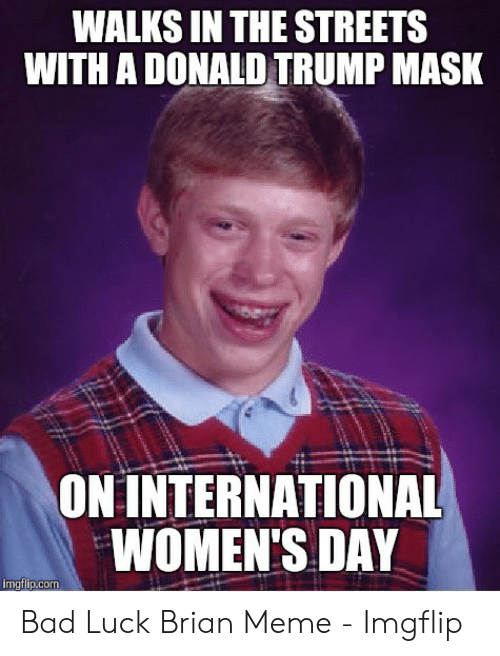 WALKS IN THE STREETS
WITH A DONALD TRUMP MASK
ON INTERNATIONAL
WOMEN'S DAY
imgflip.com
Bad Luck Brian Meme - Imgflip